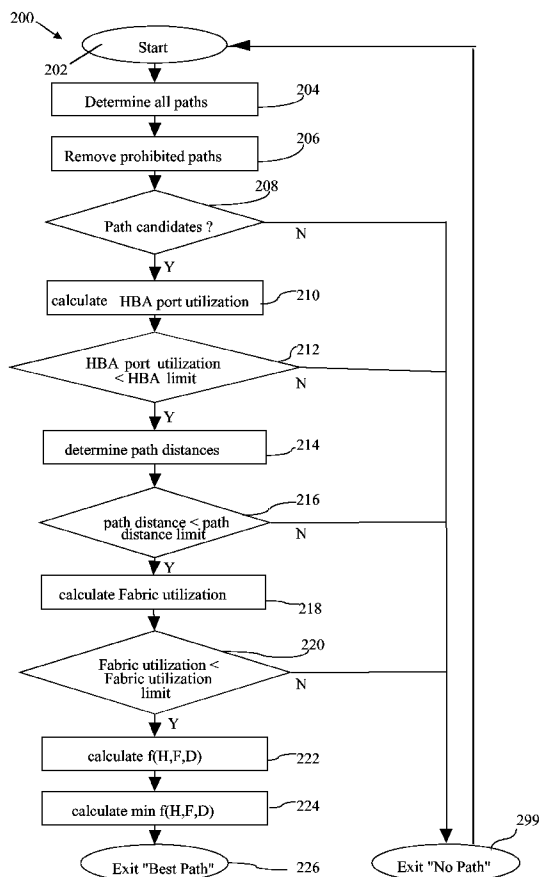 200
Start
202
Determine all paths
204
Remove prohibited paths
206
208
Path candidates ?
N
Y
calculate HBA port utilization
210
212
HBA port utilization
< HBA limit
N
Y
determine path distances
214
216
path distance < path
distance limit
N
Y
calculate Fabric utilization
218
220
Fabric utilization <
Fabric utilization
limit
N
Y
calculate f(H,F,D)
222
calculate min f(H,F,D)
224
299
Exit "Best Path"
226
Exit "No Path"